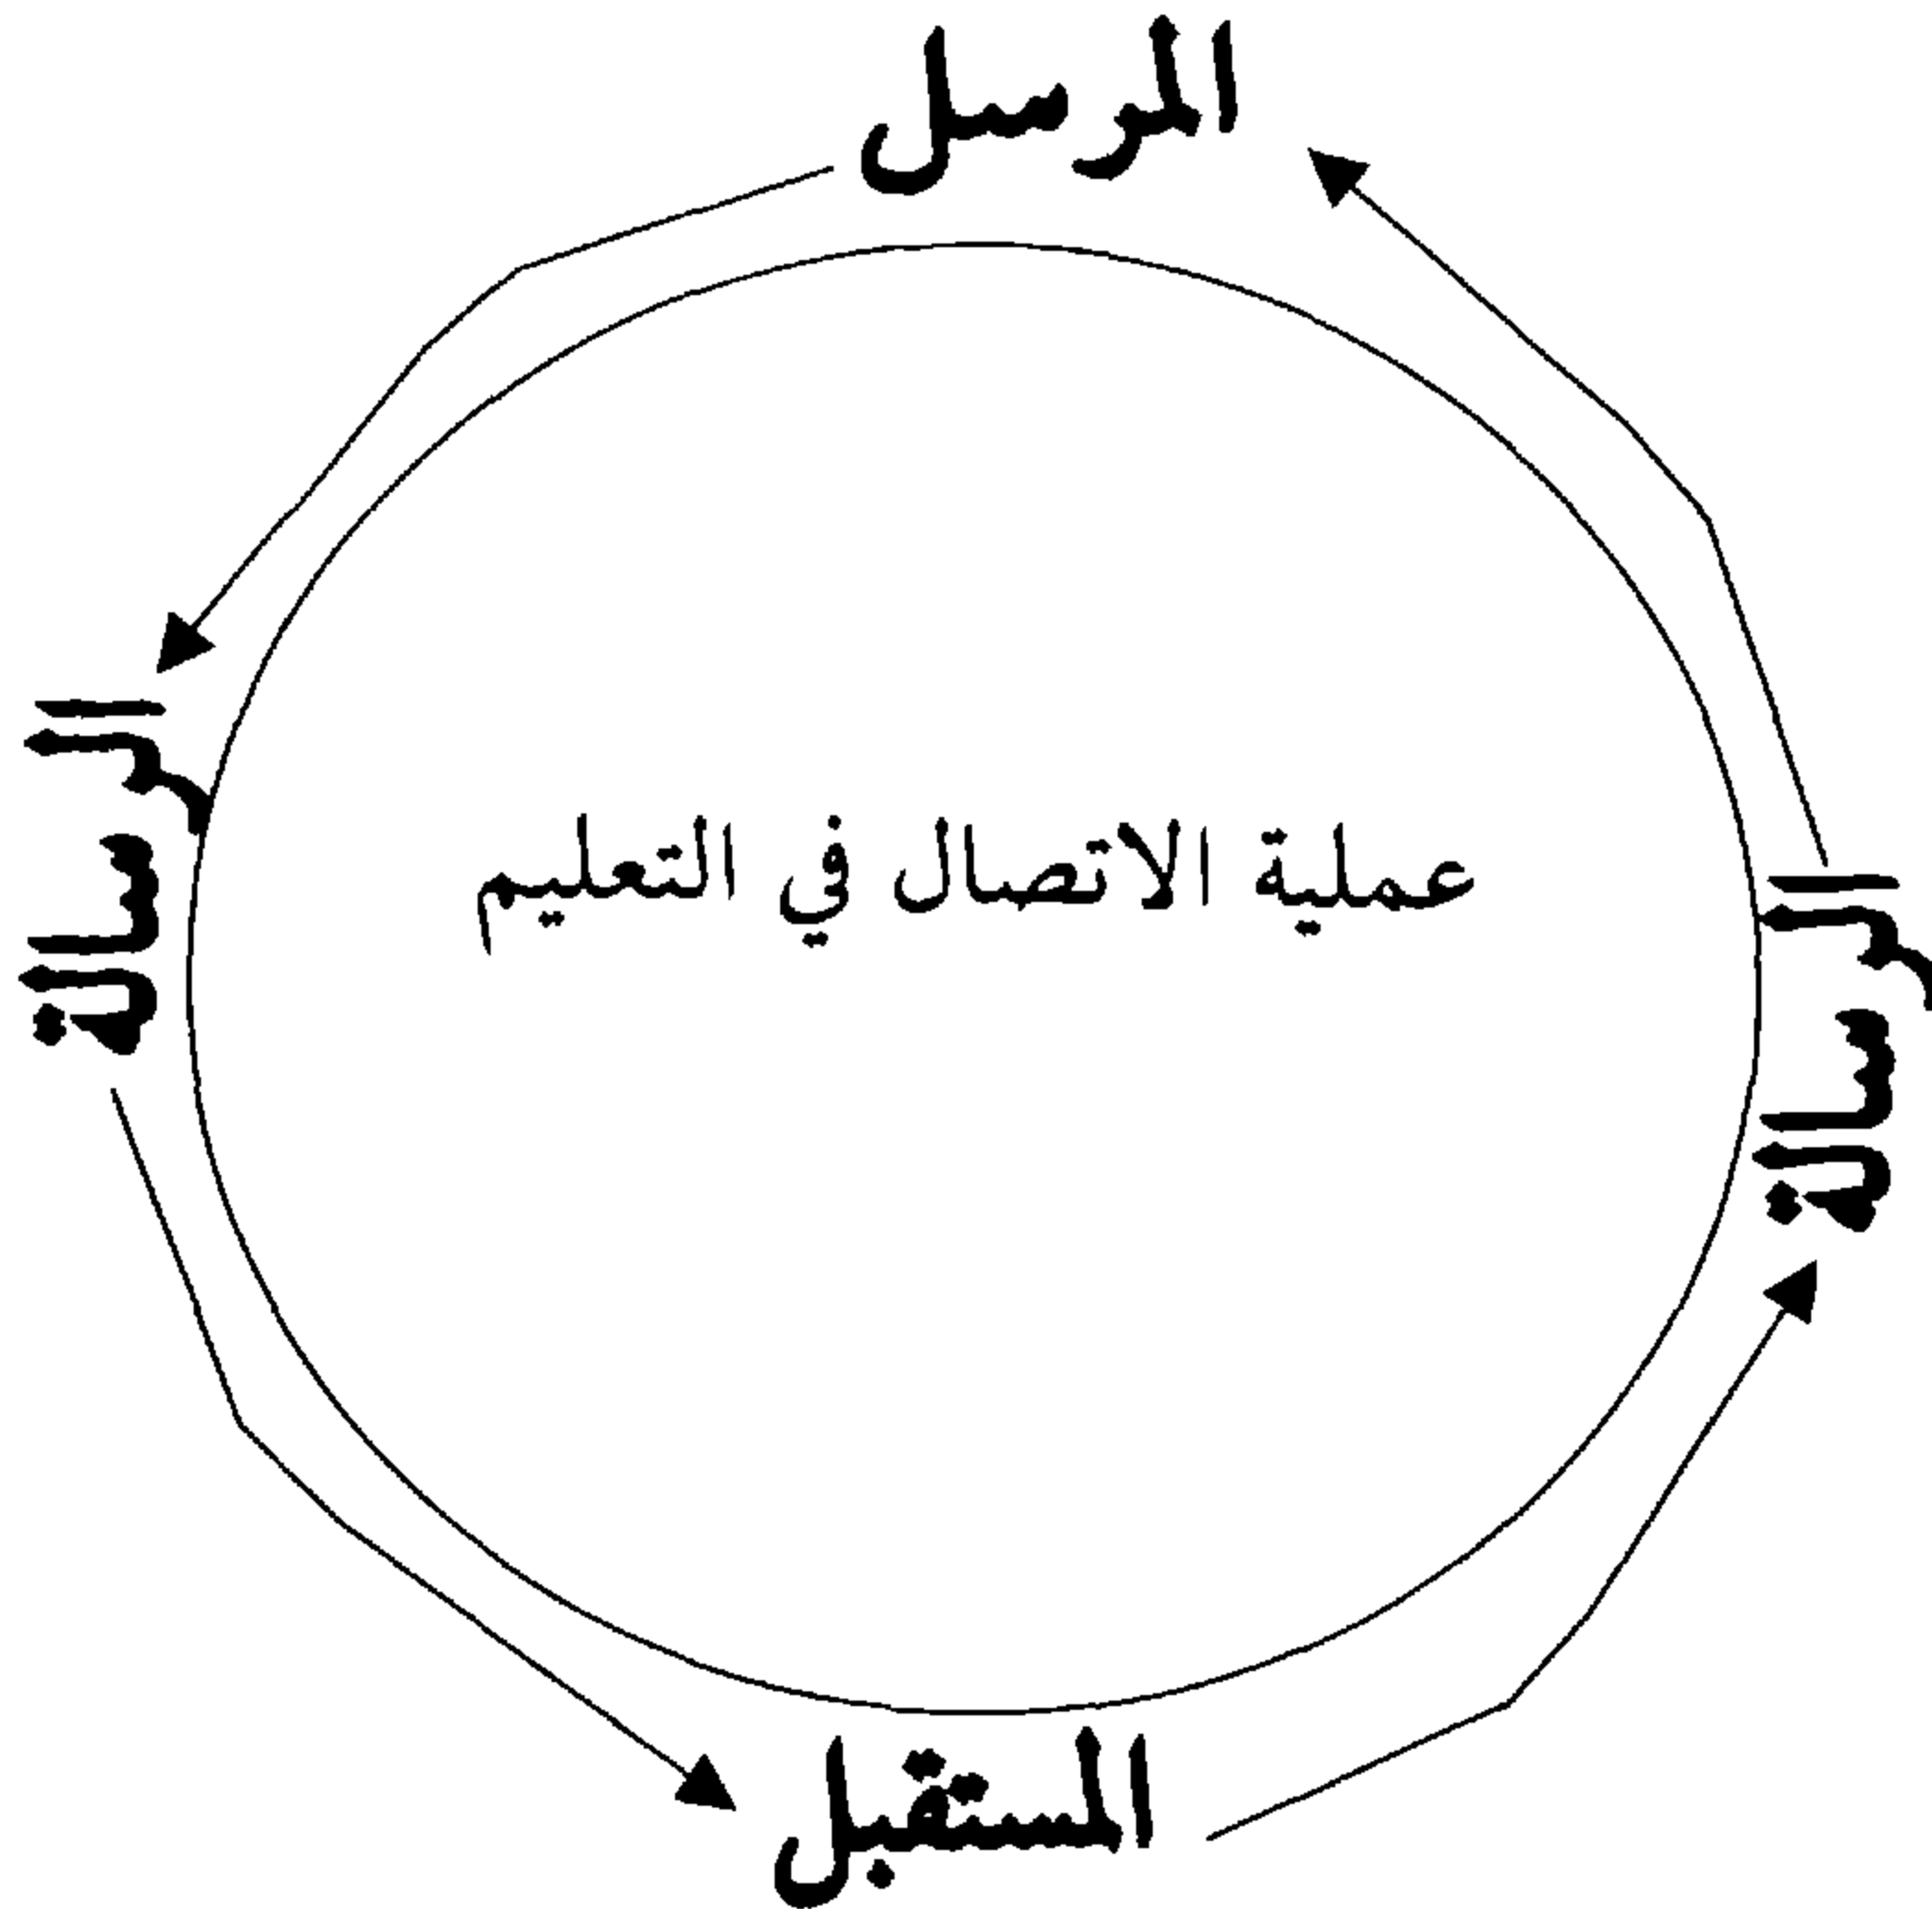 المرسل
الرسالة
عملية الاتصال في التعليم
الرسالة
المستقبل